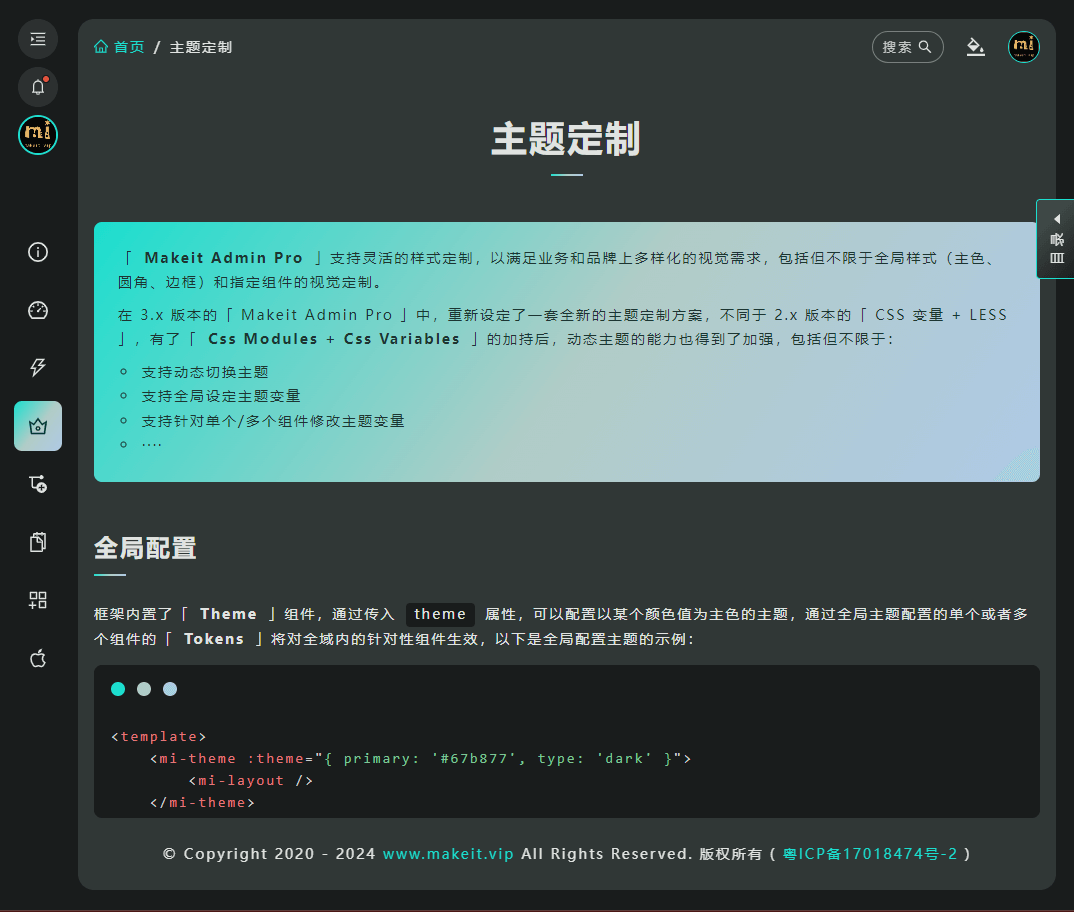 首页 / 主题定制
搜索
mi
mi
主题定制
目录
「 Makeit Admin Pro 」支持灵活的样式定制，以满足业务和品牌上多样化的视觉需求，包括但不限于全局样式（主色、
圆角、边框）和指定组件的视觉定制。
在 3.x 版本的「 Makeit Admin Pro 」中，重新设定了一套全新的主题定制方案，不同于 2.x 版本的「 CSS 变量 + LESS
」，有了「 Css Modules + Css Variables 」的加持后，动态主题的能力也得到了加强，包括但不限于：
支持动态切换主题
支持全局设定主题变量
支持针对单个/多个组件修改主题变量
····
全局配置
框架内置了「 Theme 」组件，通过传入 theme 属性，可以配置以某个颜色值为主色的主题，通过全局主题配置的单个或者多
个组件的「 Tokens 」将对全域内的针对性组件生效，以下是全局配置主题的示例：
<template>
<mi-theme :theme="{ primary: '#67b877', type: 'dark' }">
<mi-layout />
</mi-theme>
© Copyright 2020 - 2024 www.makeit.vip All Rights Reserved. 版权所有 ( 粤ICP备17018474号-2 )